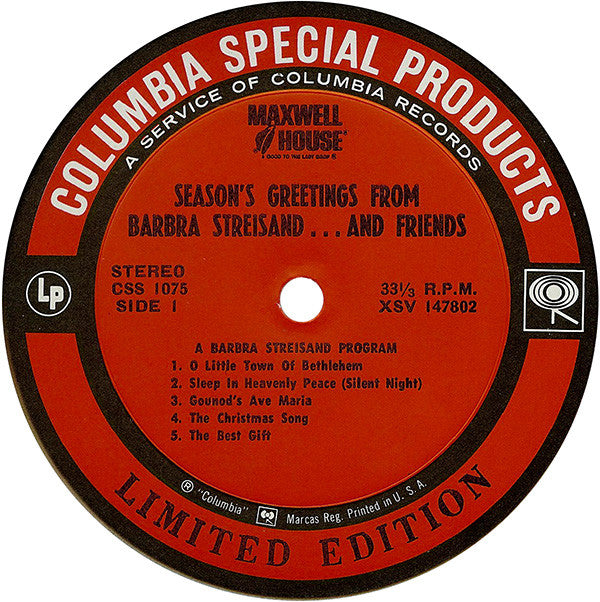 COLUMBIA SPECIAL PRODUCTS
A SERVICE OF COLUMBIA RECORDS
MAXWELL
HOUSE®
GOOD TO THE LAST DROP ®
SEASON'S GREETINGS FROM
BARBRA STREISAND... AND FRIENDS
STEREO
CSS 1075
SIDE 1
33⅓ R.P.M.
XSV 147802
Lp
A BARBRA STREISAND PROGRAM
1. O Little Town Of Bethlehem
2. Sleep In Heavenly Peace (Silent Night)
3. Gounod's Ave Maria
4. The Christmas Song
5. The Best Gift
® "Columbia" Marcas Reg. Printed in U. S. A.
LIMITED EDITION